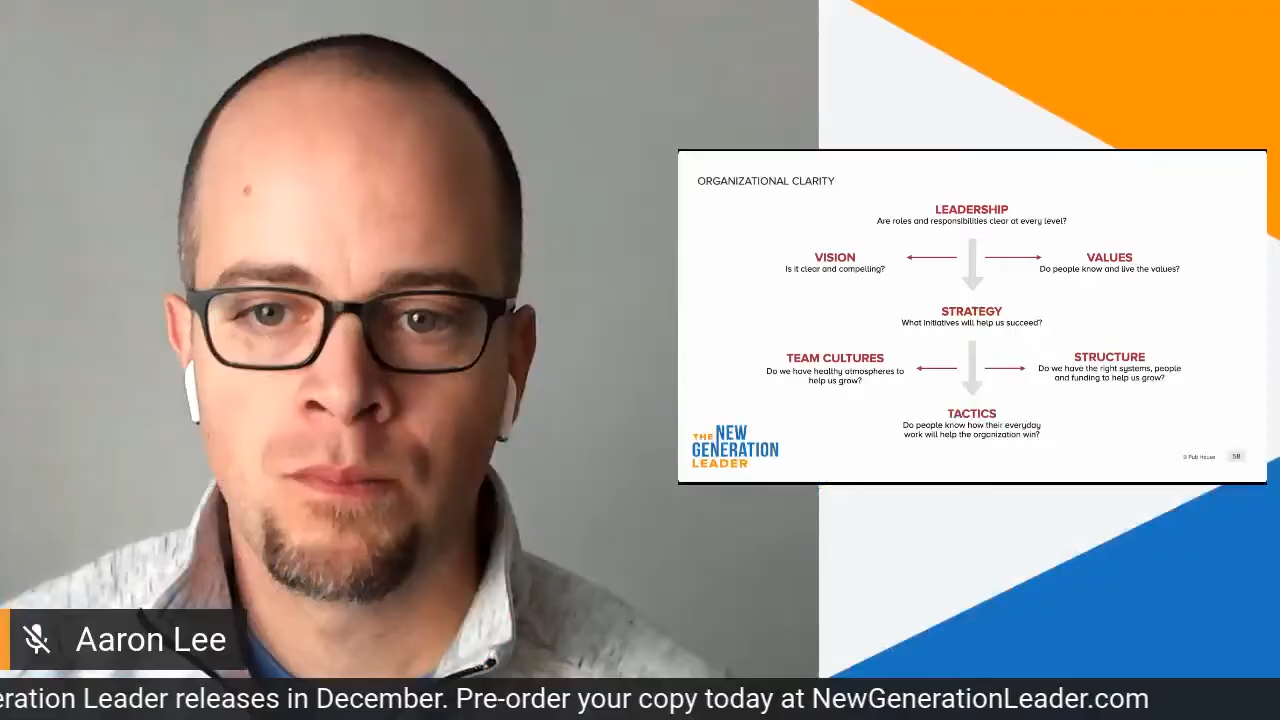 ORGANIZATIONAL CLARITY
LEADERSHIP
Are roles and responsibilities clear at every level?
VISION
Is it clear and compelling?
VALUES
Do people know and live the values?
STRATEGY
What initiatives will help us succeed?
TEAM CULTURES
Do we have healthy atmospheres to
help us grow?
STRUCTURE
Do we have the right systems, people
and funding to help us grow?
TACTICS
Do people know how their everyday
work will help the organization win?
THE NEW
GENERATION
LEADER
© Pub House
58
Aaron Lee
eration Leader releases in December. Pre-order your copy today at NewGenerationLeader.com